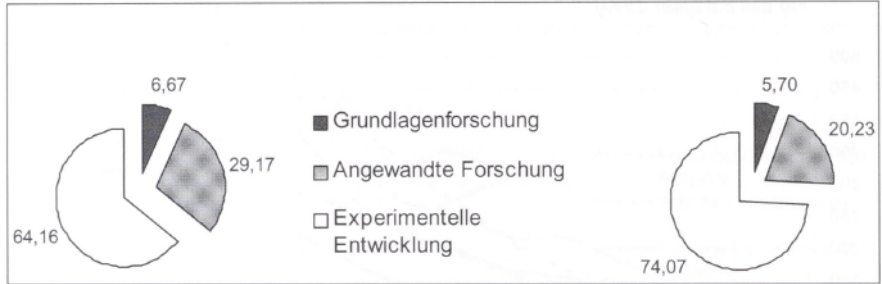 6,67
29,17
64,16
Grundlagenforschung
Angewandte Forschung
Experimentelle
Entwicklung
5,70
20,23
74,07